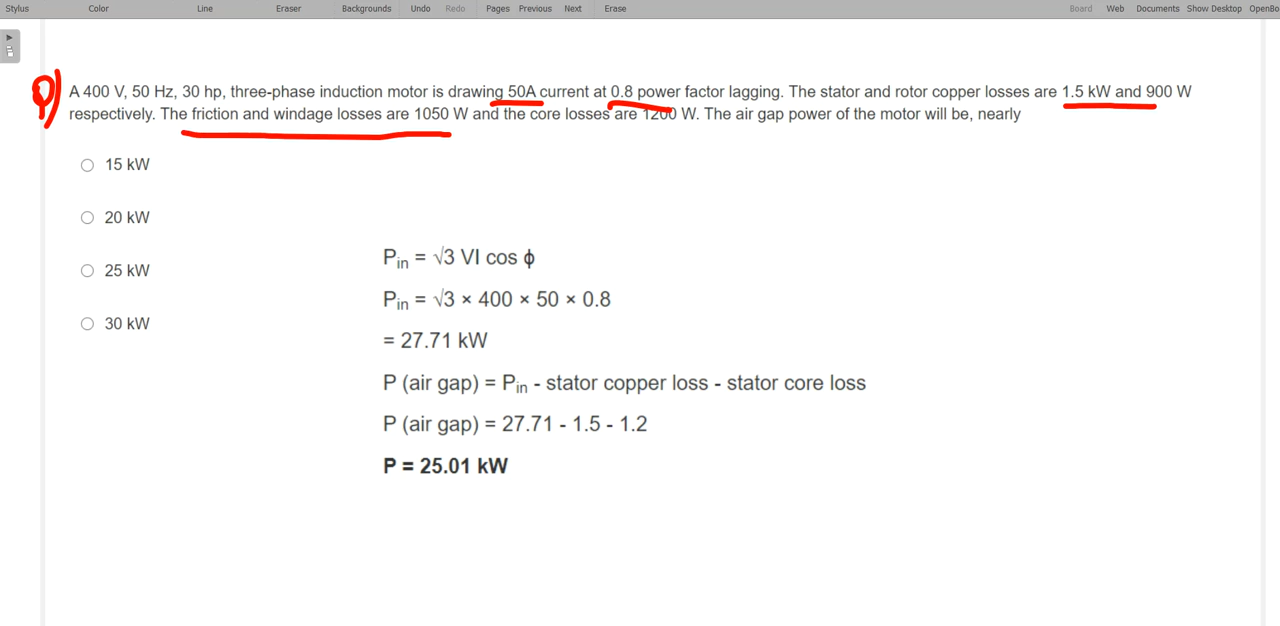 Stylus Color Line Eraser Backgrounds Undo Redo Pages Previous Next Erase Board Web Documents Show Desktop OpenBo
Q) A 400 V, 50 Hz, 30 hp, three-phase induction motor is drawing 50A current at 0.8 power factor lagging. The stator and rotor copper losses are 1.5 kW and 900 W
respectively. The friction and windage losses are 1050 W and the core losses are 1200 W. The air gap power of the motor will be, nearly
15 kW
20 kW
25 kW
30 kW
Pin = √3 VI cos ϕ
Pin = √3 × 400 × 50 × 0.8
= 27.71 kW
P (air gap) = Pin - stator copper loss - stator core loss
P (air gap) = 27.71 - 1.5 - 1.2
P = 25.01 kW